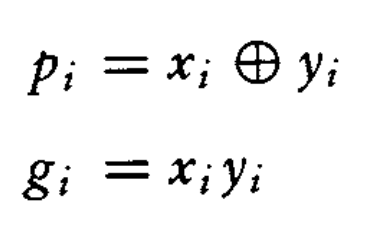 pᵢ = xᵢ ⊕ yᵢ
gᵢ = xᵢyᵢ